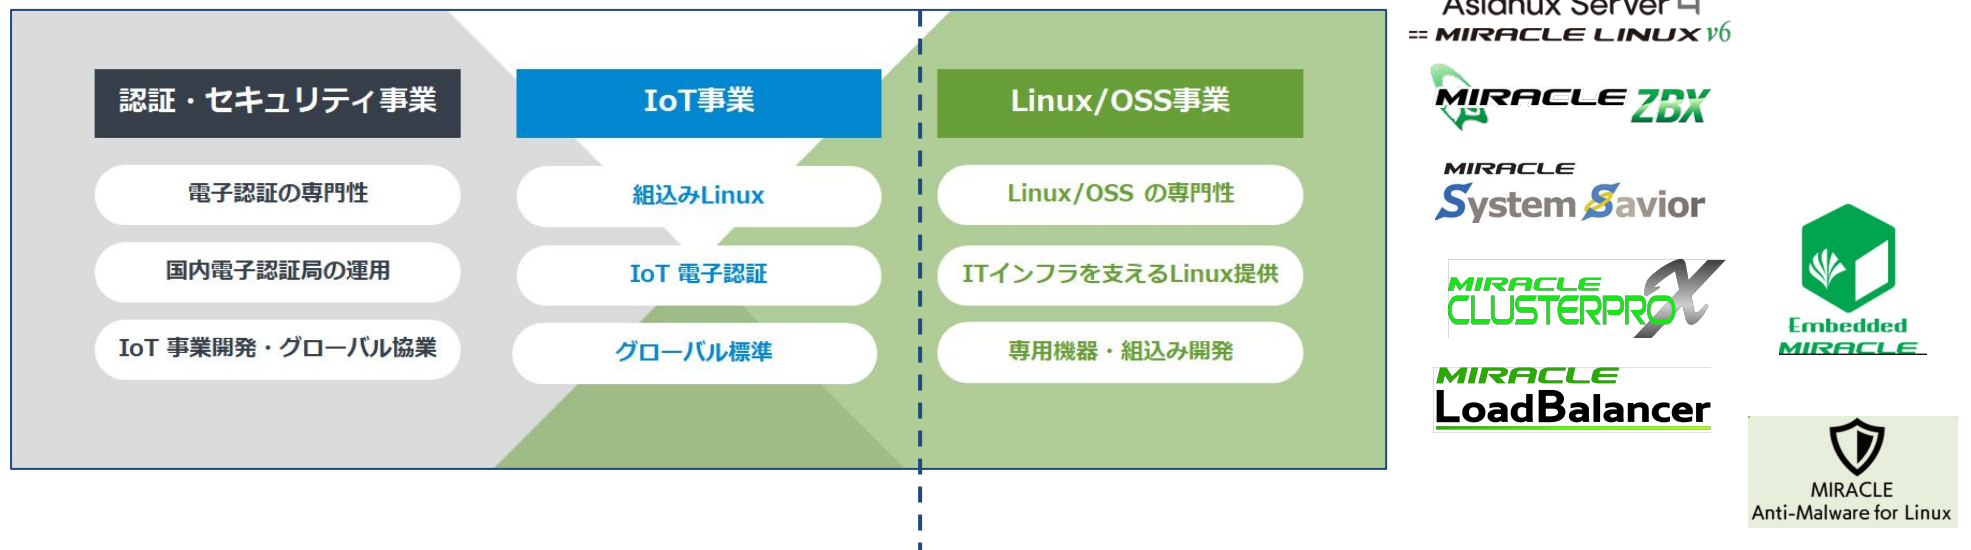 認証・セキュリティ事業
電子認証の専門性
国内電子認証局の運用
IoT 事業開発・グローバル協業
IoT事業
組込みLinux
IoT 電子認証
グローバル標準
Linux/OSS事業
Linux/OSS の専門性
ITインフラを支えるLinux提供
専用機器・組込み開発
Asianux Server 4
== MIRACLE LINUX v6
MIRACLE ZBX
MIRACLE
System Savior
MIRACLE
CLUSTERPRO X
MIRACLE
LoadBalancer
Embedded
MIRACLE
MIRACLE
Anti-Malware for Linux